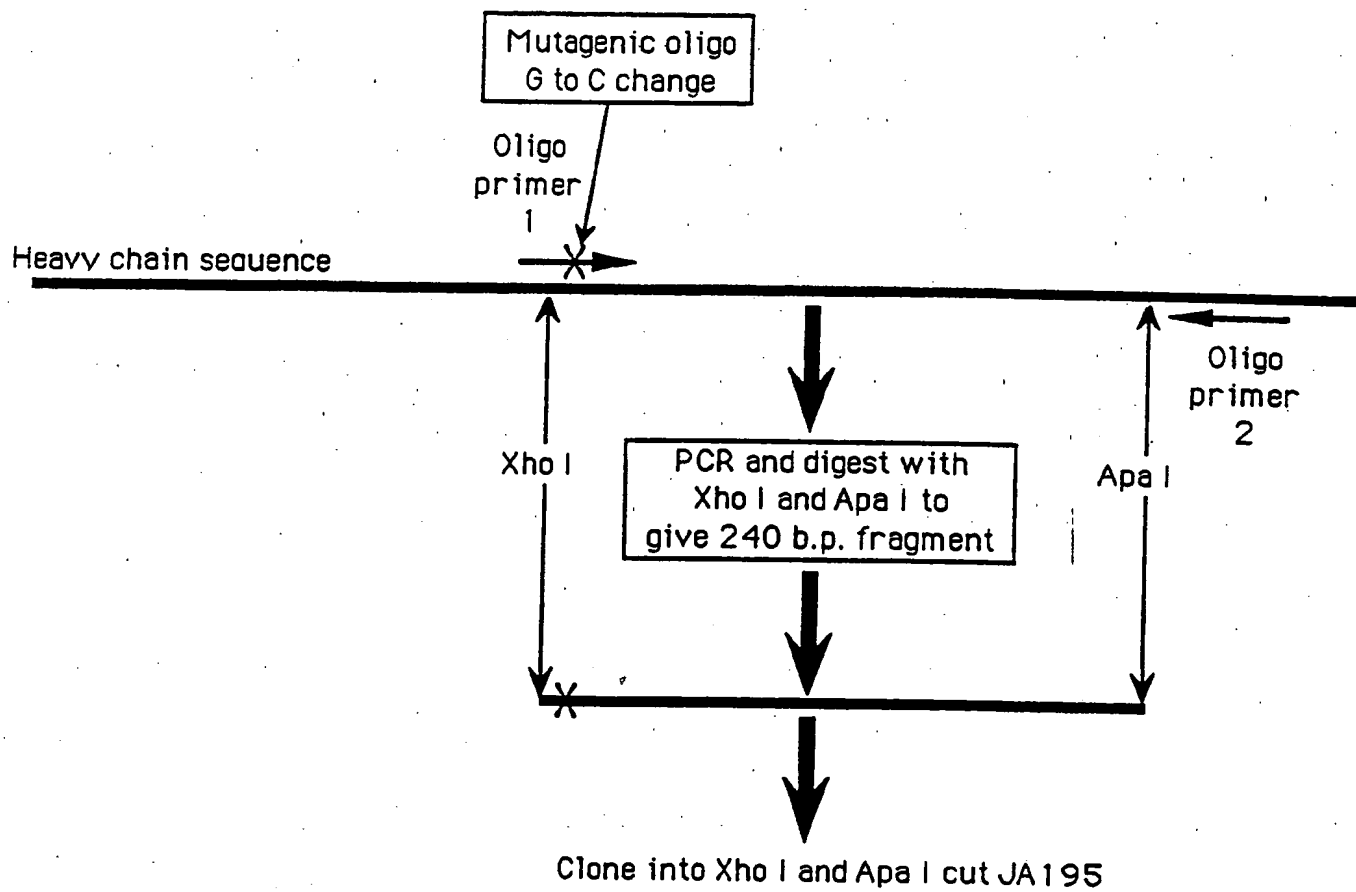 Mutagenic oligo
G to C change
Oligo
primer
1
Heavy chain sequence
Oligo
primer
2
Xho I
PCR and digest with
Xho I and Apa I to
give 240 b.p. fragment
Apa I
Clone into Xho I and Apa I cut JA195